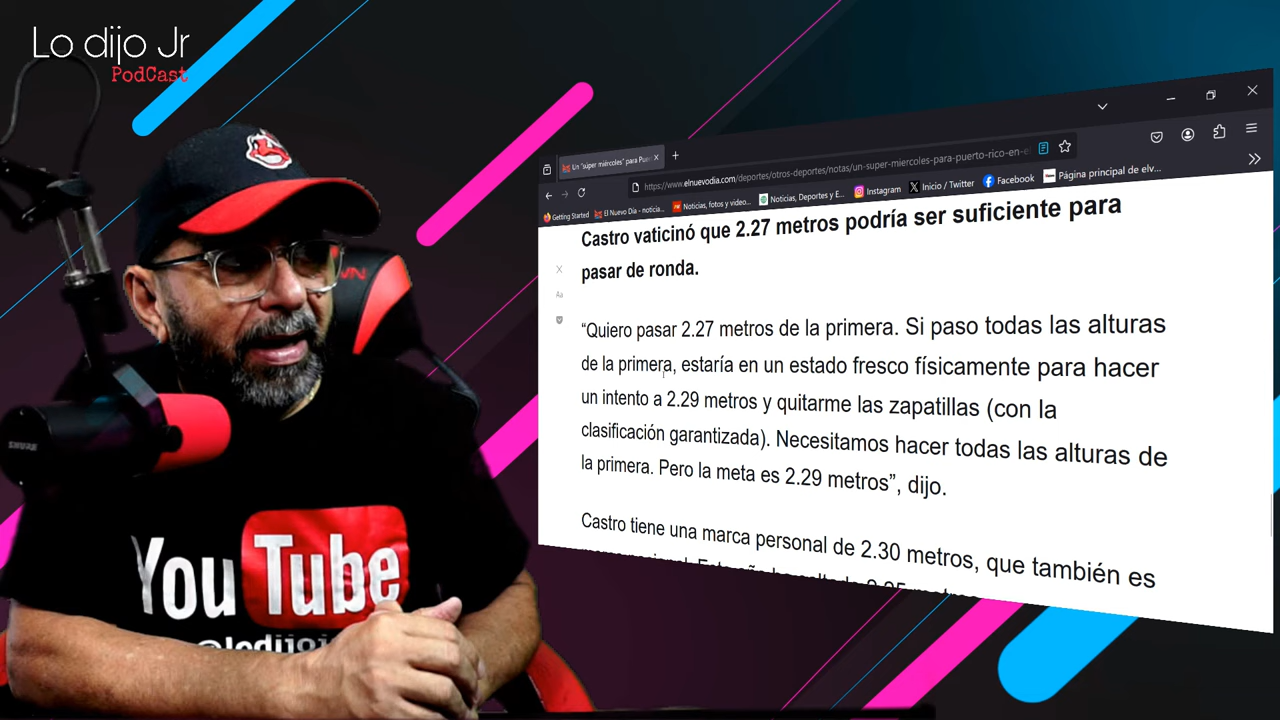 Lo dijo Jr
PodCast
SHURE
You Tube
Un "súper miércoles" para Pue
https://www.elnuevodia.com/deportes/otros-deportes/notas/un-super-miercoles-para-puerto-rico-en-el
Getting Started
El Nuevo Día - noticia...
Noticias, fotos y video...
Noticias, Deportes y E...
Instagram
Inicio / Twitter
Facebook
Página principal de elv...
Castro vaticinó que 2.27 metros podría ser suficiente para
pasar de ronda.
Aa
“Quiero pasar 2.27 metros de la primera. Si paso todas las alturas
de la primera, estaría en un estado fresco físicamente para hacer
un intento a 2.29 metros y quitarme las zapatillas (con la
clasificación garantizada). Necesitamos hacer todas las alturas de
la primera. Pero la meta es 2.29 metros”, dijo.
Castro tiene una marca personal de 2.30 metros, que también es